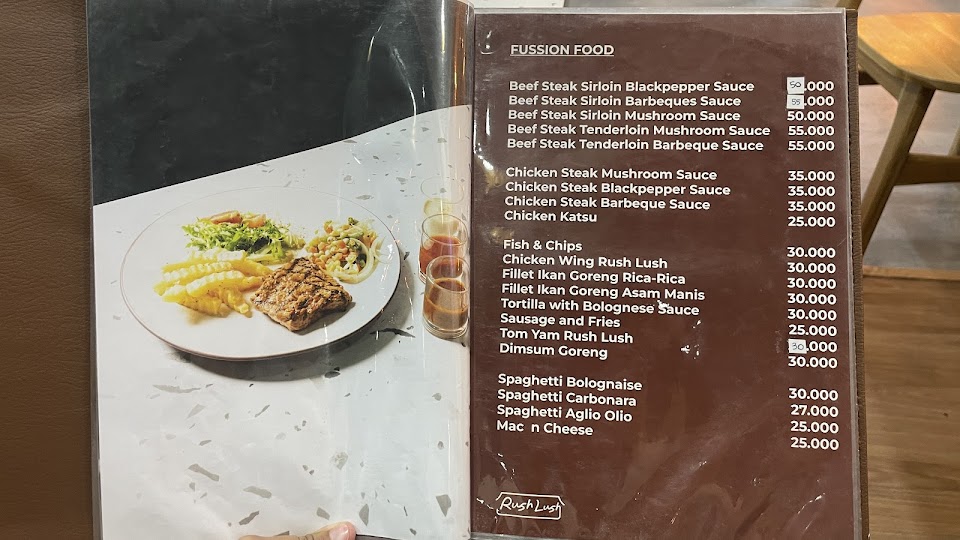 FUSSION FOOD
Beef Steak Sirloin Blackpepper Sauce 50.000
Beef Steak Sirloin Barbeques Sauce 55.000
Beef Steak Sirloin Mushroom Sauce 50.000
Beef Steak Tenderloin Mushroom Sauce 55.000
Beef Steak Tenderloin Barbeque Sauce 55.000
Chicken Steak Mushroom Sauce 35.000
Chicken Steak Blackpepper Sauce 35.000
Chicken Steak Barbeque Sauce 35.000
Chicken Katsu 25.000
Fish & Chips 30.000
Chicken Wing Rush Lush 30.000
Fillet Ikan Goreng Rica-Rica 30.000
Fillet Ikan Goreng Asam Manis 30.000
Tortilla with Bolognese Sauce 30.000
Sausage and Fries 25.000
Tom Yam Rush Lush 30.000
Dimsum Goreng 30.000
Spaghetti Bolognaise 30.000
Spaghetti Carbonara 27.000
Spaghetti Aglio Olio 25.000
Mac n Cheese 25.000
Rush Lush